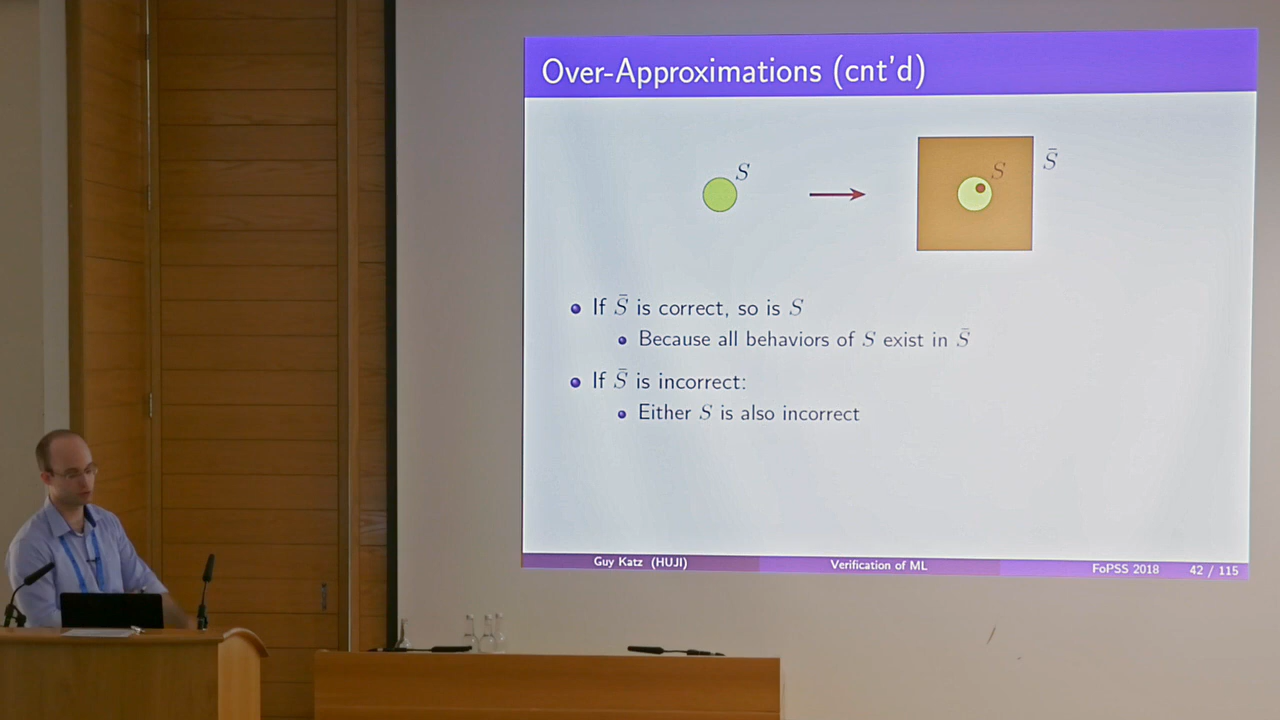 Over-Approximations (cnt'd)
S
S
S̄
If S̄ is correct, so is S
Because all behaviors of S exist in S̄
If S̄ is incorrect:
Either S is also incorrect
Guy Katz (HUJI) Verification of ML FoPSS 2018 42 / 115